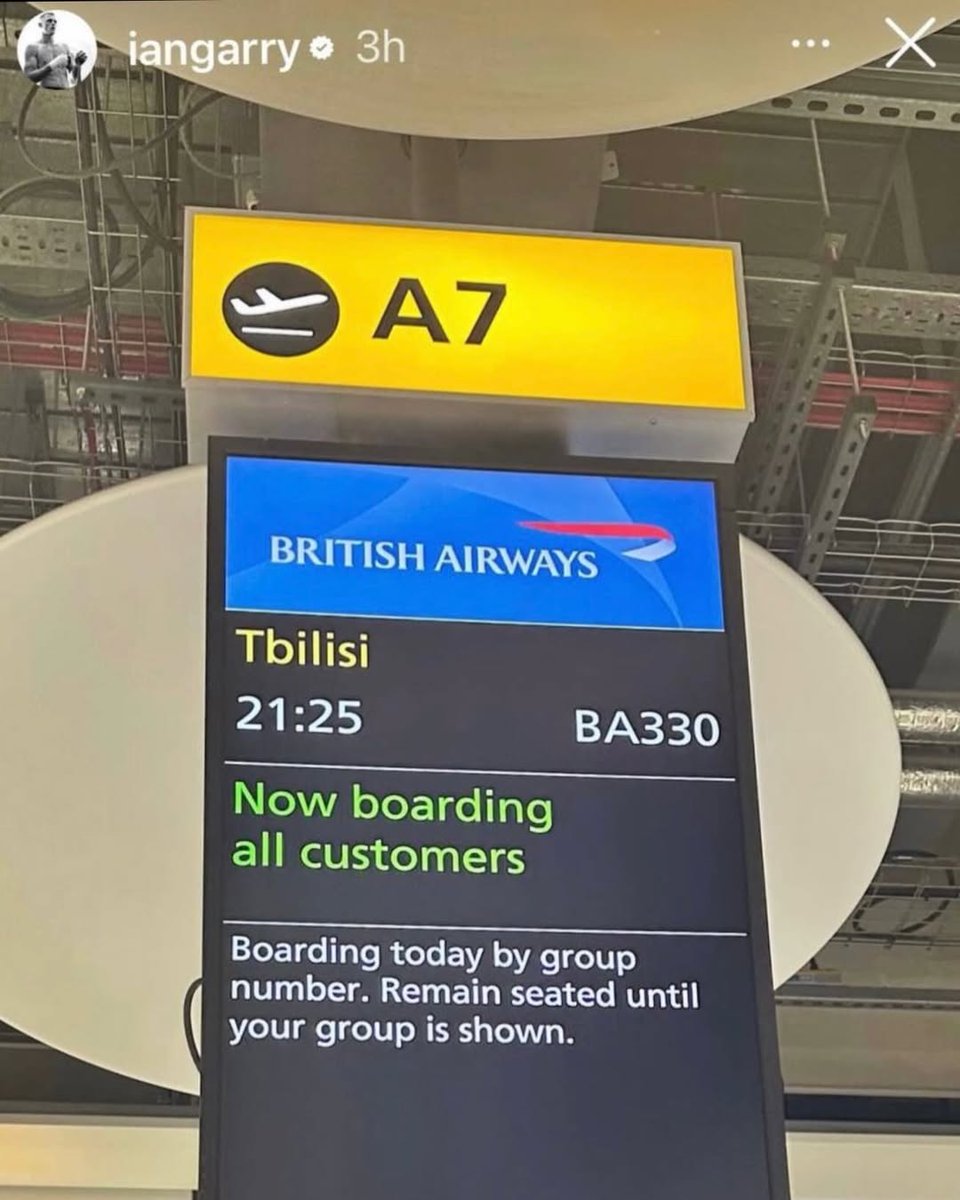 iangarry 3h
A7
BRITISH AIRWAYS
Tbilisi
21:25 BA330
Now boarding
all customers
Boarding today by group
number. Remain seated until
your group is shown.